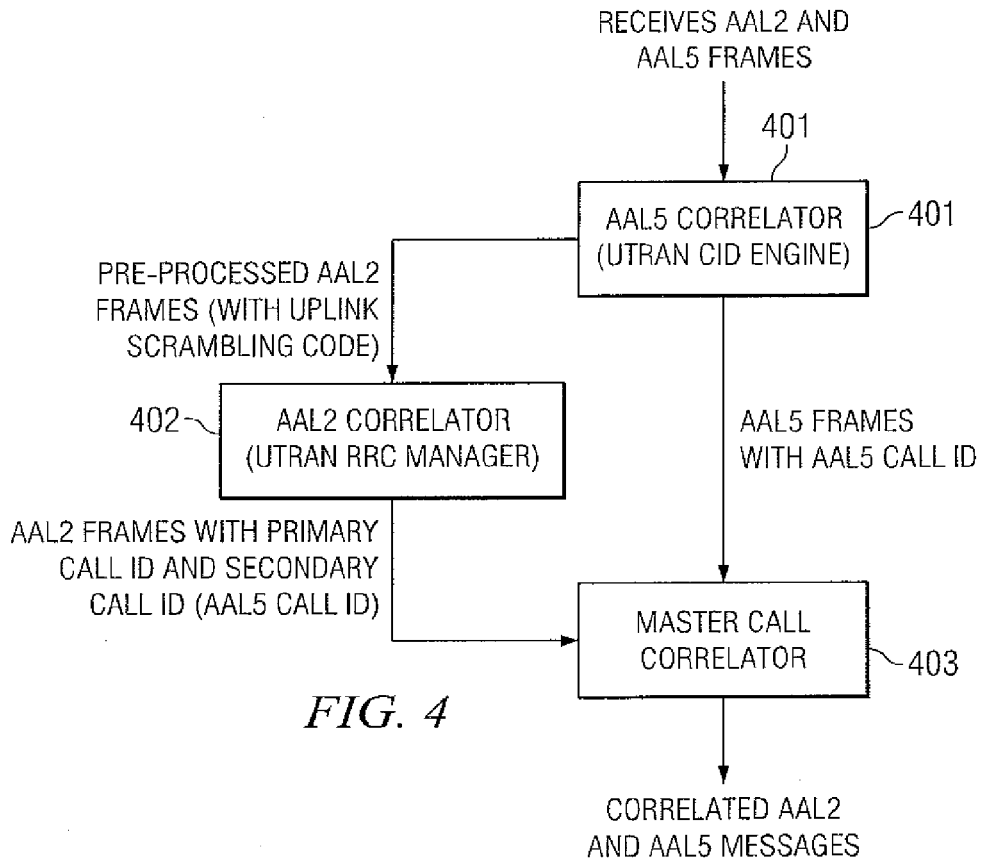 RECEIVES AAL2 AND
AAL5 FRAMES
401
AAL5 CORRELATOR
(UTRAN CID ENGINE)
401
PRE-PROCESSED AAL2
FRAMES (WITH UPLINK
SCRAMBLING CODE)
402
AAL2 CORRELATOR
(UTRAN RRC MANAGER)
AAL5 FRAMES
WITH AAL5 CALL ID
AAL2 FRAMES WITH PRIMARY
CALL ID AND SECONDARY
CALL ID (AAL5 CALL ID)
MASTER CALL
CORRELATOR
403
FIG. 4
CORRELATED AAL2
AND AAL5 MESSAGES